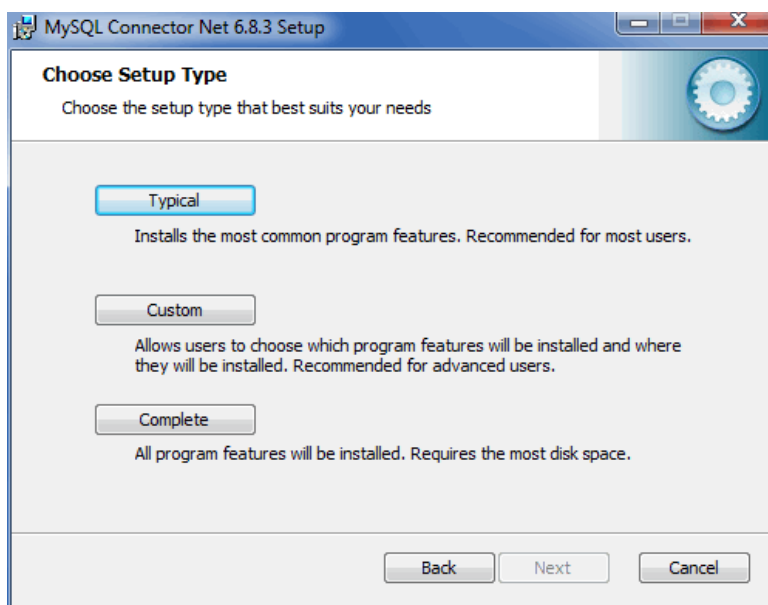 MySQL Connector Net 6.8.3 Setup
Choose Setup Type
Choose the setup type that best suits your needs
Typical
Installs the most common program features. Recommended for most users.
Custom
Allows users to choose which program features will be installed and where
they will be installed. Recommended for advanced users.
Complete
All program features will be installed. Requires the most disk space.
Back Next Cancel